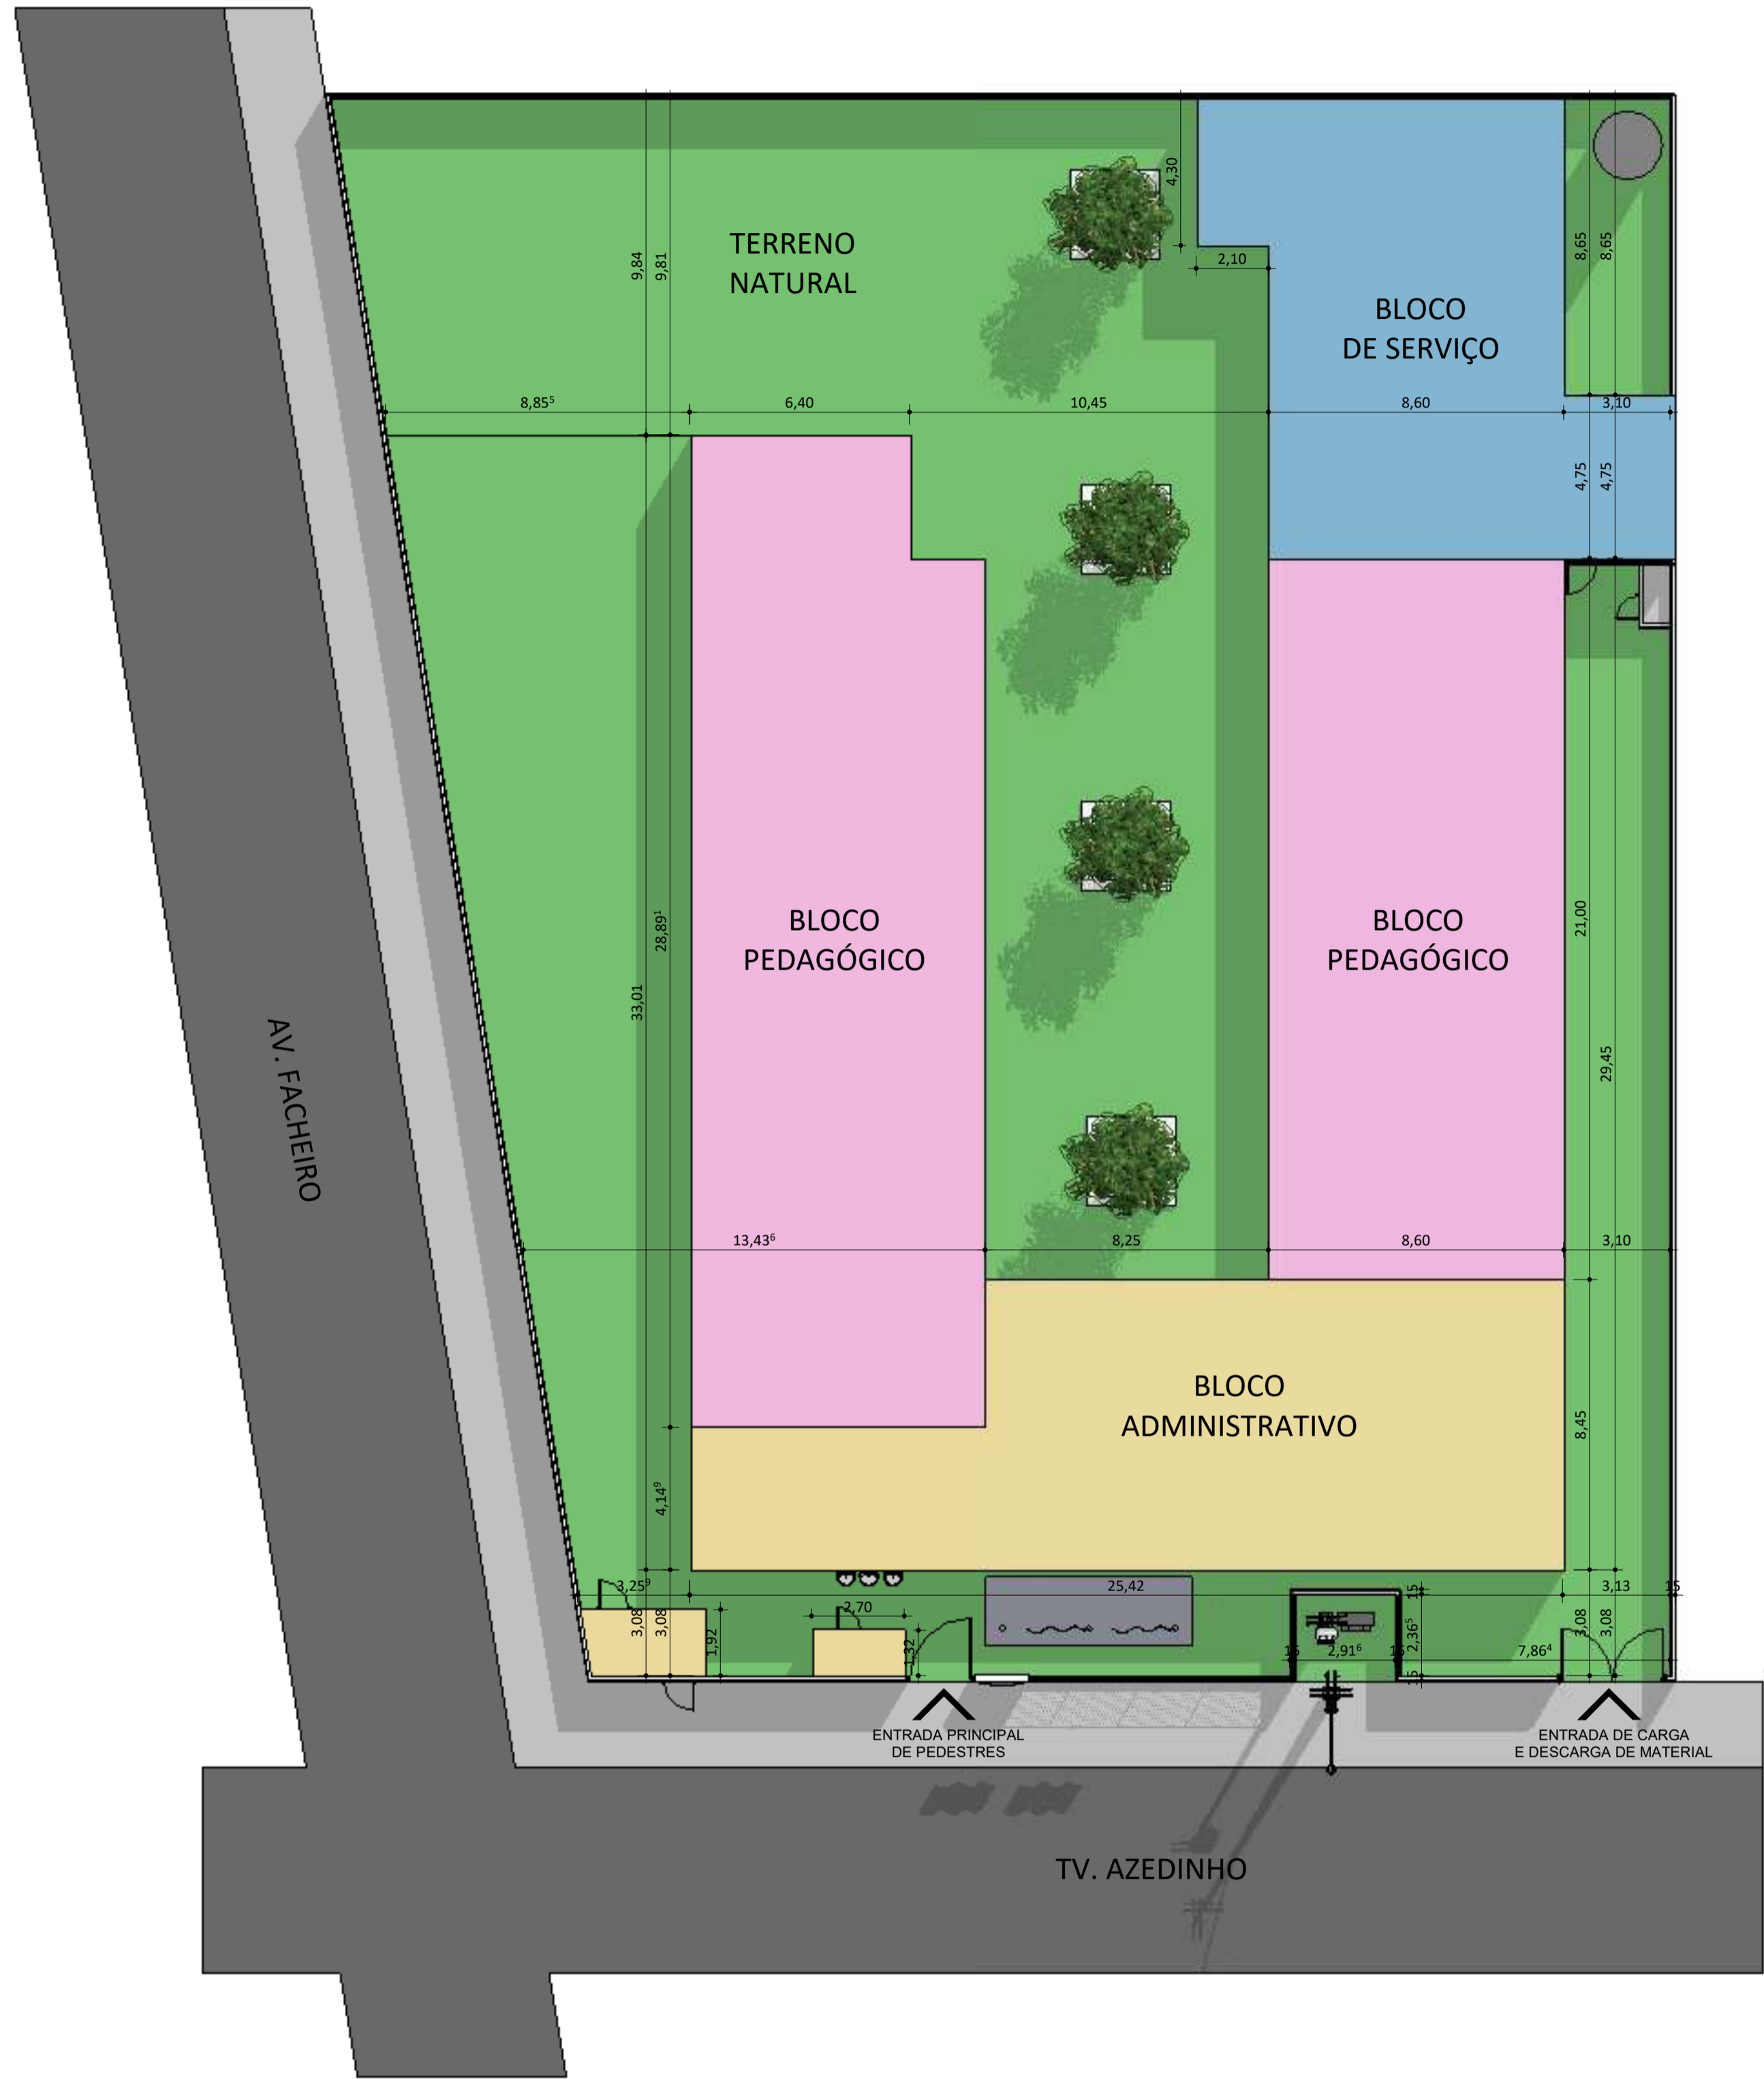 4,30
TERRENO
NATURAL
9,84
9,81
8,65
8,65
2,10
BLOCO
DE SERVIÇO
8,85⁵
6,40
10,45
8,60
3,10
4,75
4,75
BLOCO
PEDAGÓGICO
BLOCO
PEDAGÓGICO
28,89¹
21,00
33,01
29,45
AV. FACHEIRO
13,43⁶
8,25
8,60
3,10
BLOCO
ADMINISTRATIVO
8,45
4,14⁹
3,25⁹
25,42
15
3,13
15
2,70
3,08
3,08
1,92
1,32
15
2,91⁶
15
2,36⁵
15
7,86⁴
3,08
3,08
ENTRADA PRINCIPAL
DE PEDESTRES
ENTRADA DE CARGA
E DESCARGA DE MATERIAL
TV. AZEDINHO